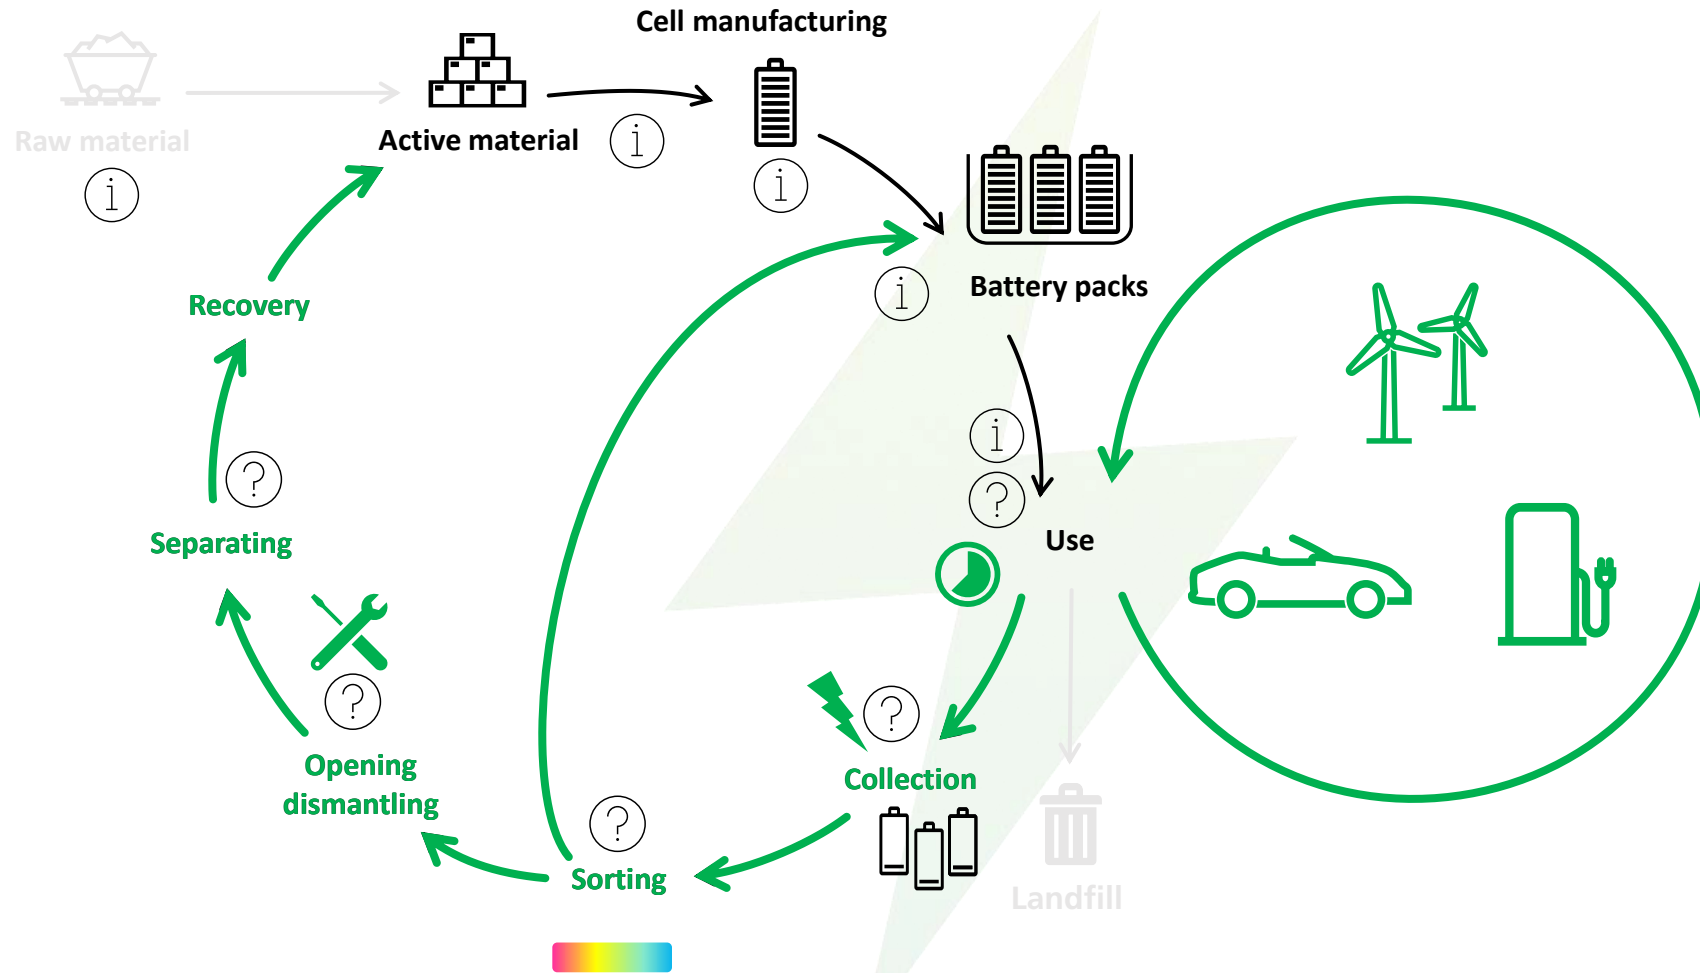 Cell manufacturing
Raw material
i
Active material
i
i
Battery packs
i
Recovery
i
?
Use
?
Separating
?
Opening
dismantling
?
Collection
?
Sorting
Landfill